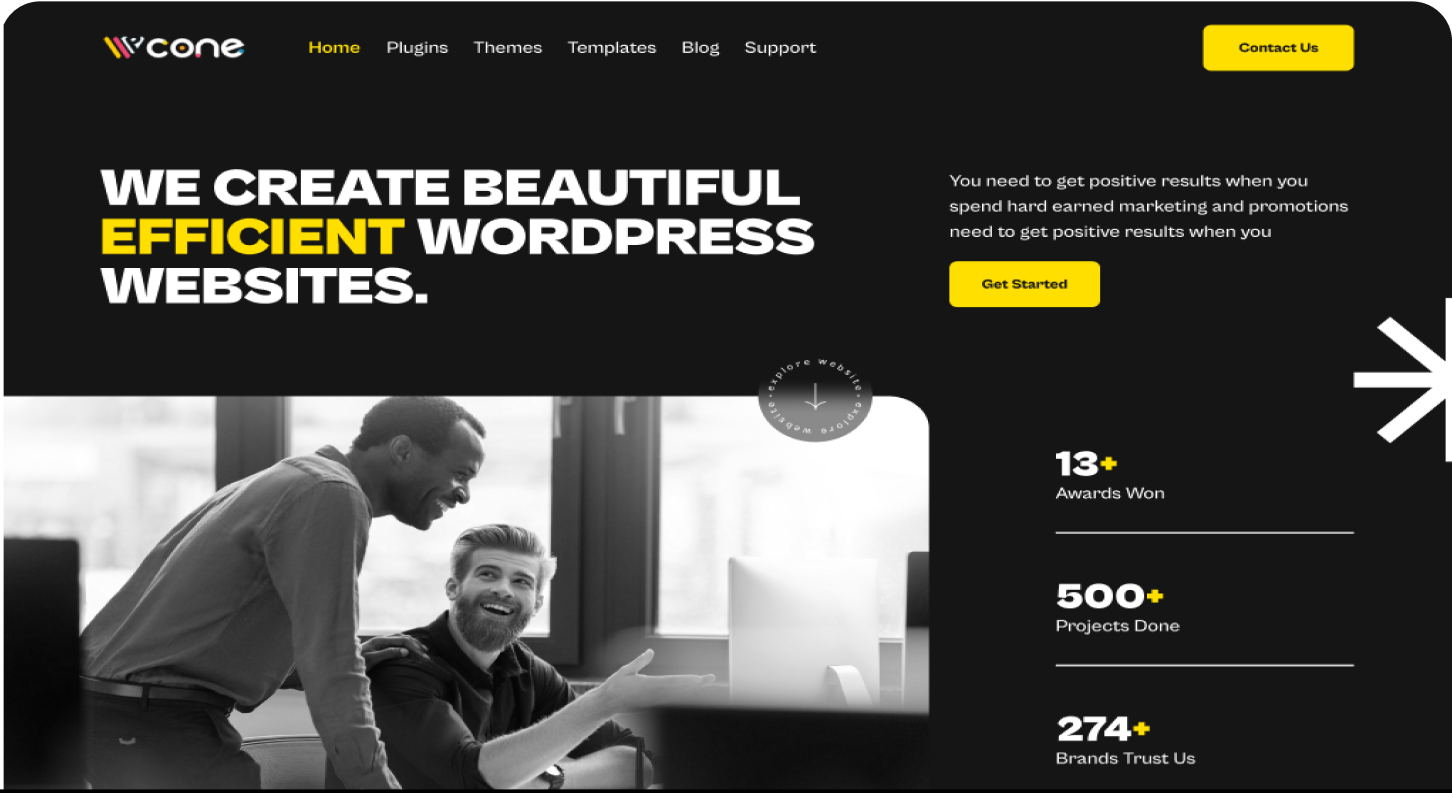 WPcone
Home Plugins Themes Templates Blog Support
Contact Us
WE CREATE BEAUTIFUL
EFFICIENT WORDPRESS
WEBSITES.
You need to get positive results when you
spend hard earned marketing and promotions
need to get positive results when you
Get Started
explore website • explore website •
13+
Awards Won
500+
Projects Done
274+
Brands Trust Us